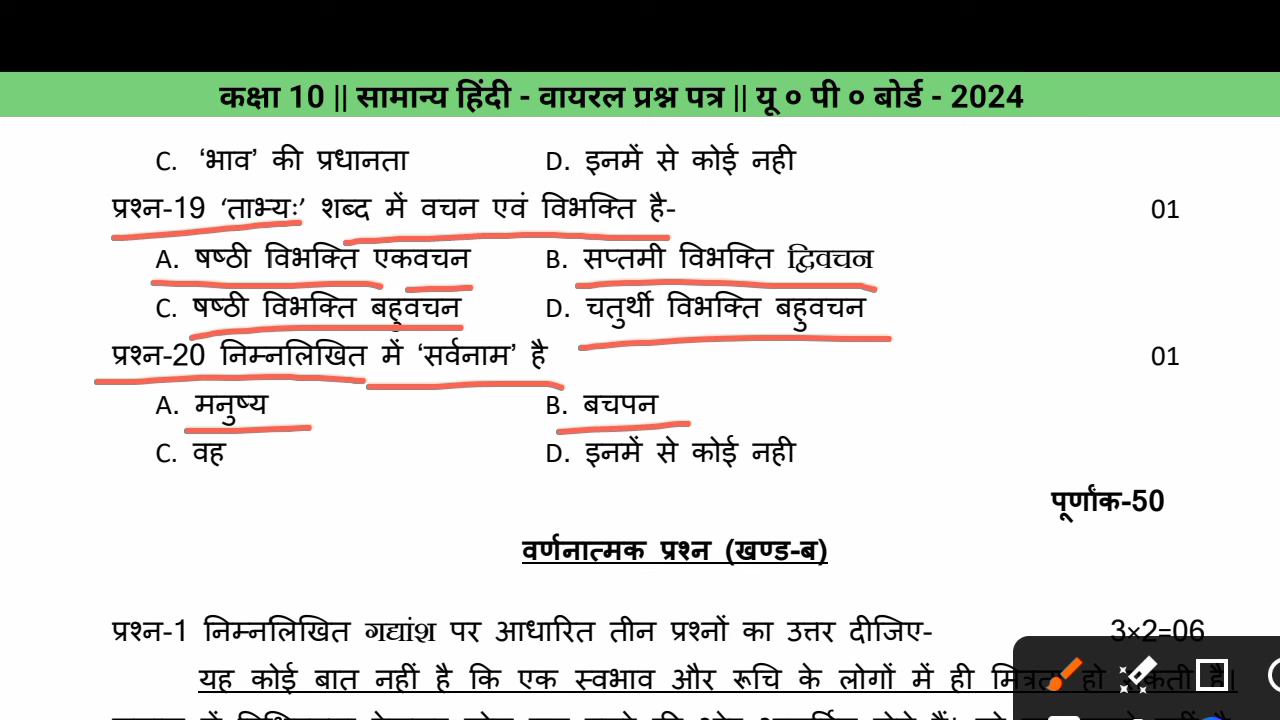 कक्षा 10 || सामान्य हिंदी - वायरल प्रश्न पत्र || यू ० पी ० बोर्ड - 2024
C. ‘भाव’ की प्रधानता D. इनमें से कोई नही
प्रश्न-19 ‘ताभ्यः’ शब्द में वचन एवं विभक्ति है- 01
A. षष्ठी विभक्ति एकवचन B. सप्तमी विभक्ति द्विवचन
C. षष्ठी विभक्ति बहुवचन D. चतुर्थी विभक्ति बहुवचन
प्रश्न-20 निम्नलिखित में ‘सर्वनाम’ है 01
A. मनुष्य B. बचपन
C. वह D. इनमें से कोई नही
पूर्णांक-50
वर्णनात्मक प्रश्न (खण्ड-ब)
प्रश्न-1 निम्नलिखित गद्यांश पर आधारित तीन प्रश्नों का उत्तर दीजिए- 3×2=06
यह कोई बात नहीं है कि एक स्वभाव और रूचि के लोगों में ही मित्रता हो सकती है।